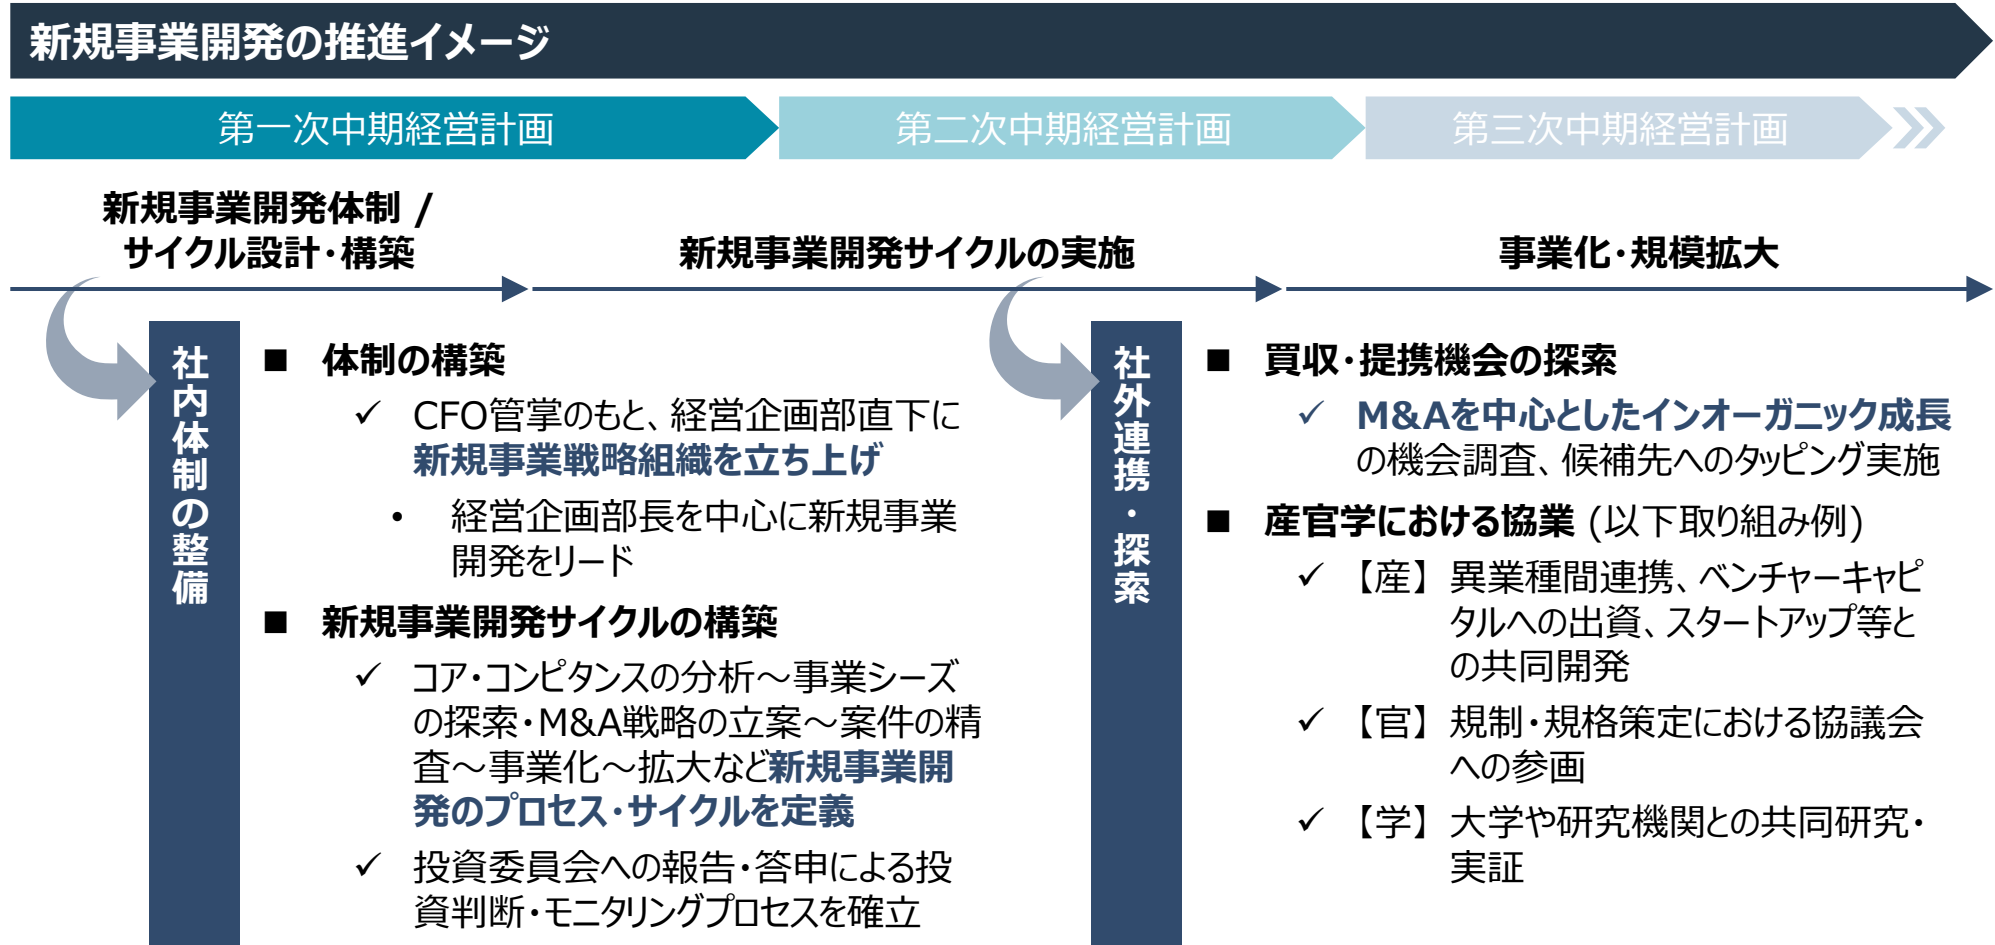 新規事業開発の推進イメージ
第一次中期経営計画
第二次中期経営計画
第三次中期経営計画
新規事業開発体制 /
サイクル設計・構築
新規事業開発サイクルの実施
事業化・規模拡大
社内体制の整備
■ 体制の構築
✓ CFO管掌のもと、経営企画部直下に
新規事業戦略組織を立ち上げ
• 経営企画部長を中心に新規事業
開発をリード
■ 新規事業開発サイクルの構築
✓ コア・コンピタンスの分析～事業シーズ
の探索・M&A戦略の立案～案件の精
査～事業化～拡大など新規事業開
発のプロセス・サイクルを定義
✓ 投資委員会への報告・答申による投
資判断・モニタリングプロセスを確立
社外連携・探索
■ 買収・提携機会の探索
✓ M&Aを中心としたインオーガニック成長
の機会調査、候補先へのタッピング実施
■ 産官学における協業 (以下取り組み例)
✓ 【産】 異業種間連携、ベンチャーキャピ
タルへの出資、スタートアップ等と
の共同開発
✓ 【官】 規制・規格策定における協議会
への参画
✓ 【学】 大学や研究機関との共同研究・
実証